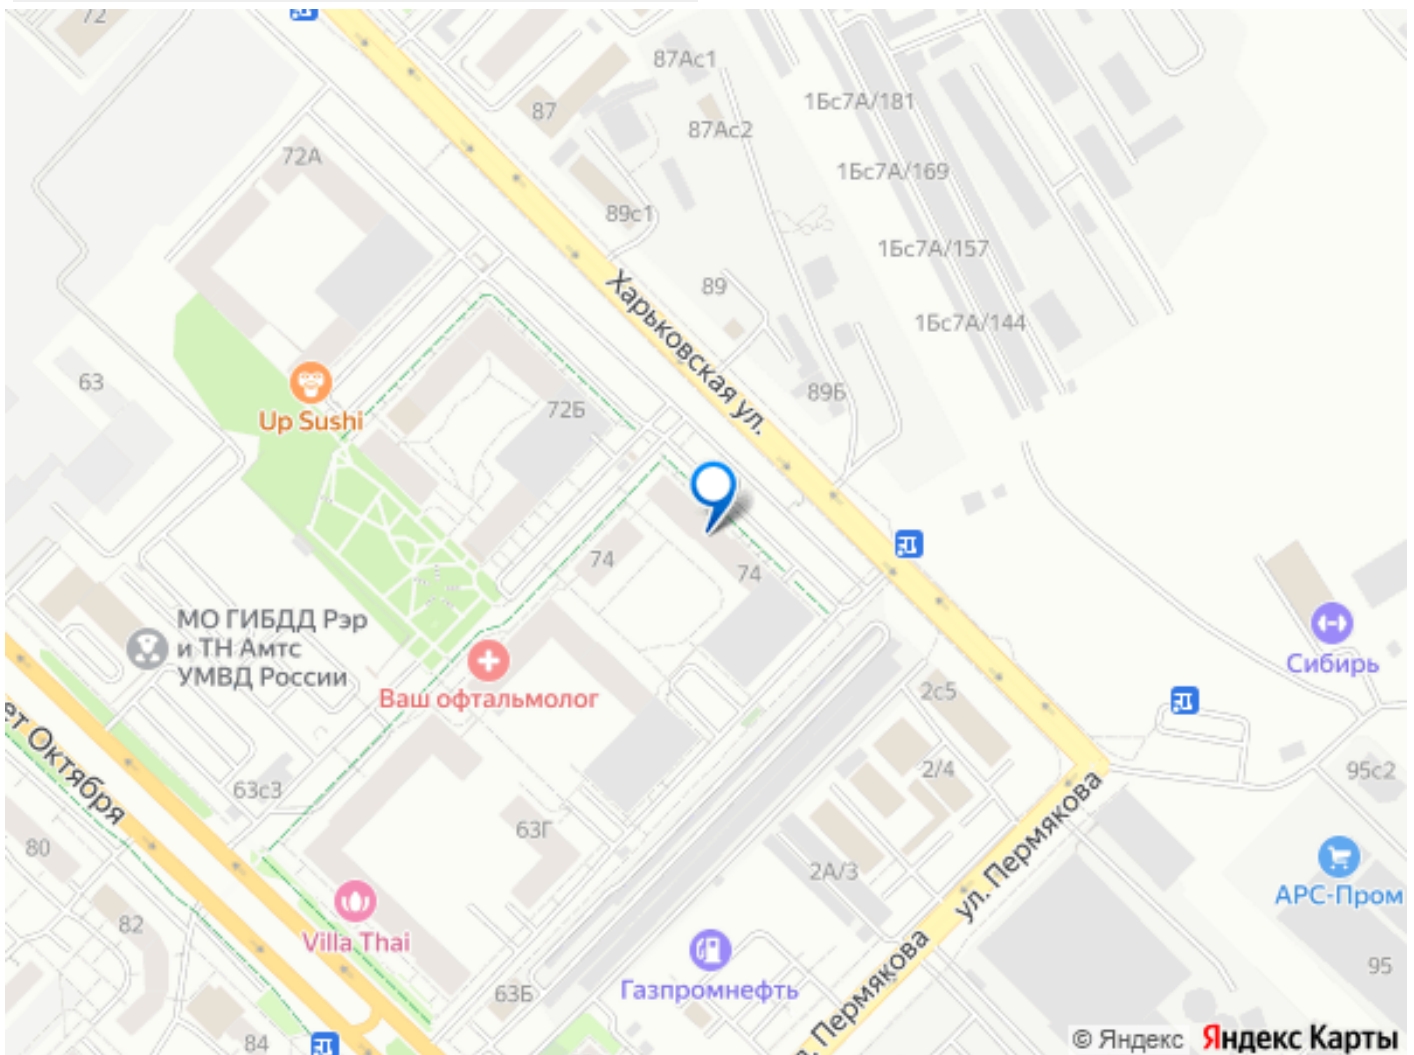 72
87Ас1
87
1Бс7А/181
87Ас2
72А
1Бс7А/169
89с1
1Бс7А/157
89
Харьковская ул.
1Бс7А/144
63
89Б
Up Sushi
72Б
74
74
МО ГИБДД Рэр
и ТН Амтс
УМВД России
Сибирь
Ваш офтальмолог
2с5
ет Октября
63с3
2/4
95с2
ул. Пермякова
63Г
80
2А/3
АРС-Пром
82
Villa Thai
95
Газпромнефть
63Б
л. Пермякова
84
© Яндекс Яндекс Карты